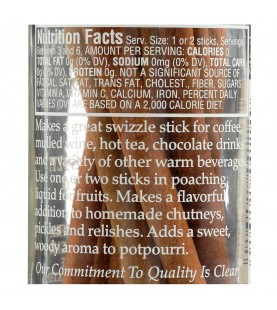 Nutrition Facts Serv. Size: 1 or 2 sticks, Servings
Between 3 and 6, AMOUNT PER SERVING: CALORIES 0,
TOTAL FAT 0g (0% DV), SODIUM 0mg (0% DV), TOTAL CARB
0g (0% DV), PROTEIN 0g. NOT A SIGNIFICANT SOURCE OF
FAT CAL, SAT FAT, TRANS FAT, CHOLEST., FIBER, SUGARS,
VITAMIN A, VITAMIN C, CALCIUM, IRON, PERCENT DAILY
VALUES (DV) ARE BASED ON A 2,000 CALORIE DIET.
Makes a great swizzle stick for coffee,
mulled wine, hot tea, chocolate drinks
and a variety of other warm beverages.
Use one or two sticks in poaching
liquid for fruits. Makes a flavorful
addition to homemade chutneys,
pickles and relishes. Adds a sweet,
woody aroma to potpourri.
Our Commitment To Quality Is Clear